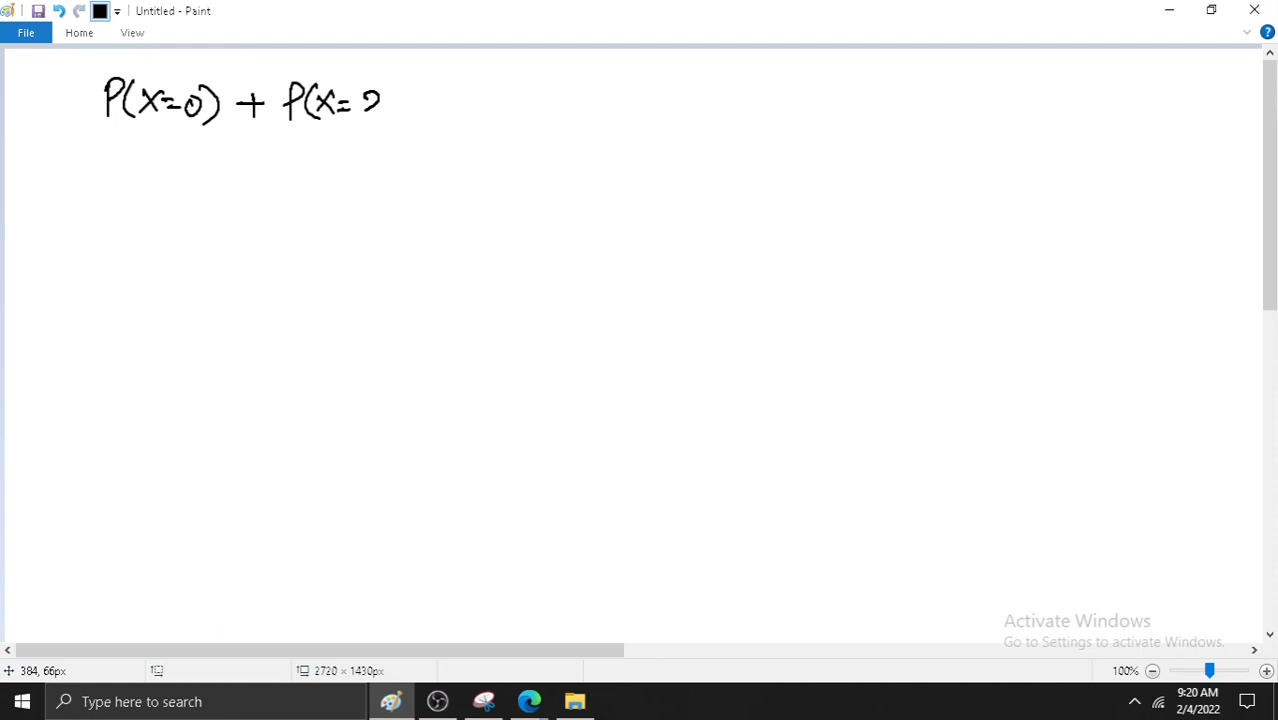 Untitled - Paint
File Home View
P(X=0) + P(X= 2
Activate Windows
Go to Settings to activate Windows.
384, 66px
2720 × 1430px
100%
Type here to search
9:20 AM
2/4/2022